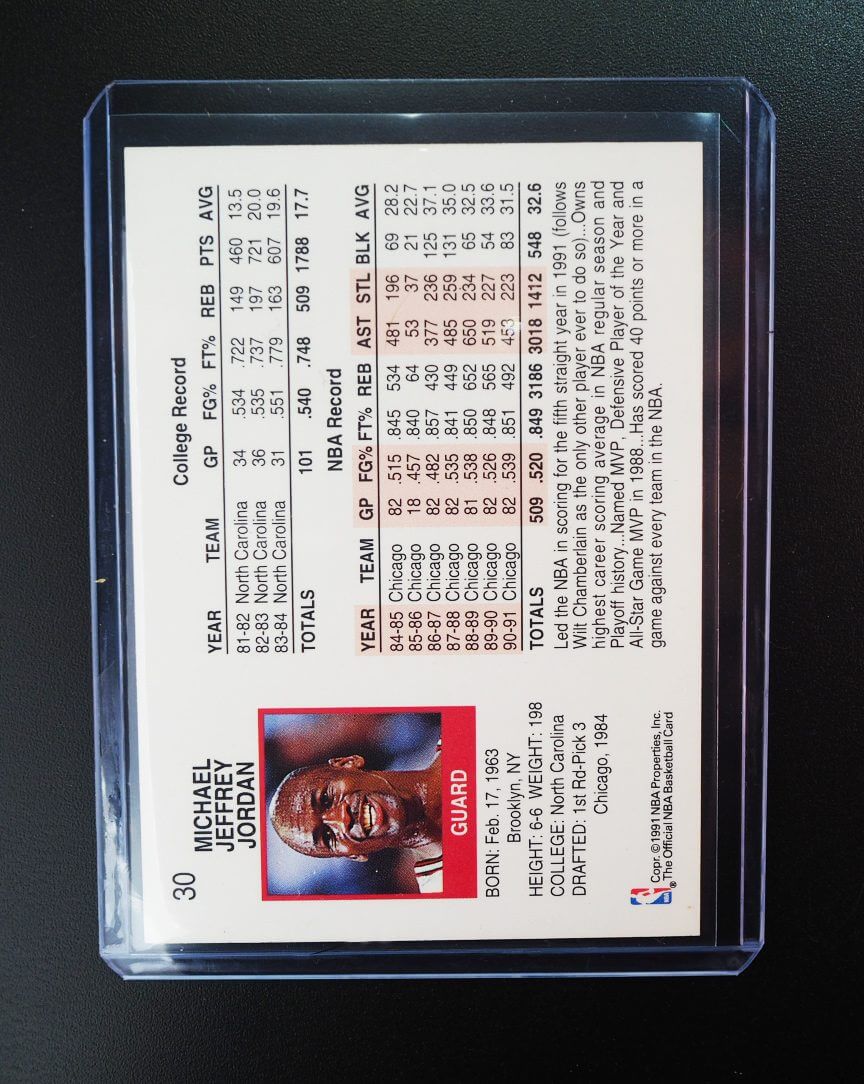 30
MICHAEL
JEFFREY
JORDAN
GUARD
BORN: Feb. 17, 1963
Brooklyn, NY
HEIGHT: 6-6 WEIGHT: 198
COLLEGE: North Carolina
DRAFTED: 1st Rd-Pick 3
Chicago, 1984
NBA
® Copr. © 1991 NBA Properties, Inc.
The Official NBA Basketball Card
College Record
YEAR TEAM GP FG% FT% REB PTS AVG
81-82 North Carolina 34 .534 .722 149 460 13.5
82-83 North Carolina 36 .535 .737 197 721 20.0
83-84 North Carolina 31 .551 .779 163 607 19.6
TOTALS 101 .540 .748 509 1788 17.7
NBA Record
YEAR TEAM GP FG% FT% REB AST STL BLK AVG
84-85 Chicago 82 .515 .845 534 481 196 69 28.2
85-86 Chicago 18 .457 .840 64 53 37 21 22.7
86-87 Chicago 82 .482 .857 430 377 236 125 37.1
87-88 Chicago 82 .535 .841 449 485 259 131 35.0
88-89 Chicago 81 .538 .850 652 650 234 65 32.5
89-90 Chicago 82 .526 .848 565 519 227 54 33.6
90-91 Chicago 82 .539 .851 492 453 223 83 31.5
TOTALS 509 .520 .849 3186 3018 1412 548 32.6
Led the NBA in scoring for the fifth straight year in 1991 (follows
Wilt Chamberlain as the only other player ever to do so)...Owns
highest career scoring average in NBA regular season and
Playoff history...Named MVP, Defensive Player of the Year and
All-Star Game MVP in 1988...Has scored 40 points or more in a
game against every team in the NBA.